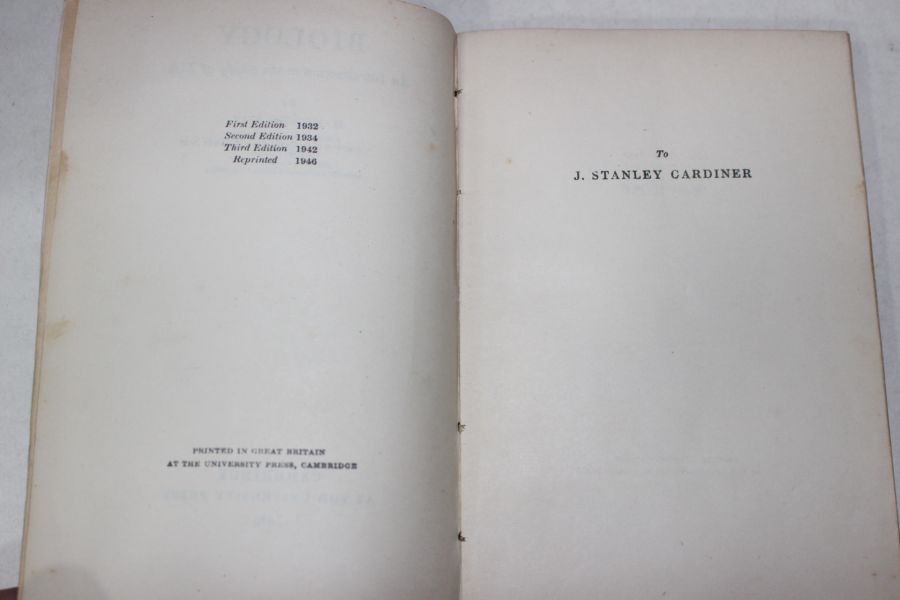 First Edition 1932
Second Edition 1934
Third Edition 1942
Reprinted 1946
PRINTED IN GREAT BRITAIN
AT THE UNIVERSITY PRESS, CAMBRIDGE
To
J. STANLEY GARDINER